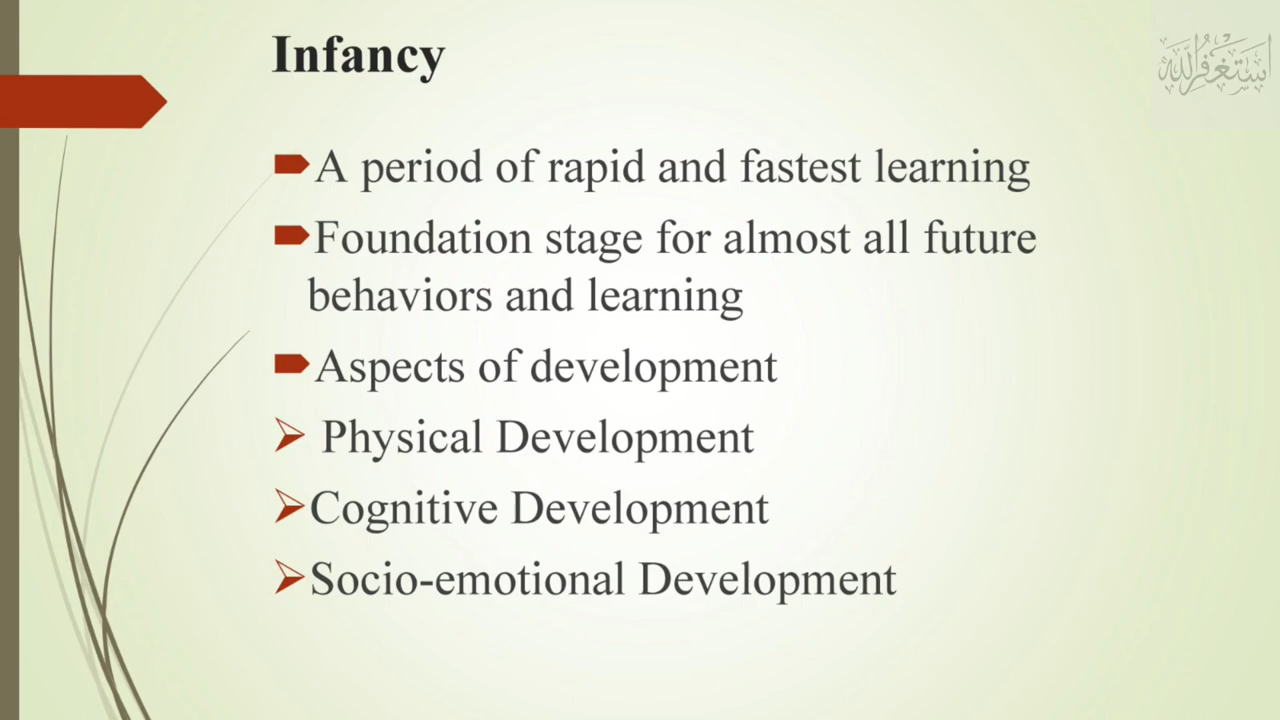 Infancy
أستغفر الله
A period of rapid and fastest learning
Foundation stage for almost all future
behaviors and learning
Aspects of development
Physical Development
Cognitive Development
Socio-emotional Development